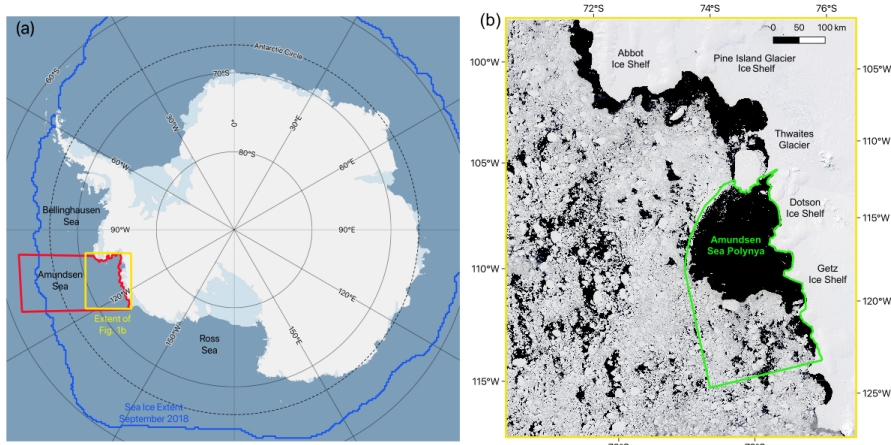 (a)
60°S
Antarctic Circle
70°S
30°W
0°
30°E
80°S
60°W
60°E
Bellinghausen
Sea
90°W
90°E
Amundsen
Sea
120°W
120°E
Extent of
Fig. 1b
150°W
150°E
Ross
Sea
Sea Ice Extent
September 2018
(b)
72°S
74°S
76°S
0 50 100 km
100°W
Abbot
Ice Shelf
Pine Island Glacier
Ice Shelf
105°W
Thwaites
Glacier
105°W
110°W
Dotson
Ice Shelf
Amundsen
Sea Polynya
115°W
Getz
Ice Shelf
110°W
120°W
115°W
125°W